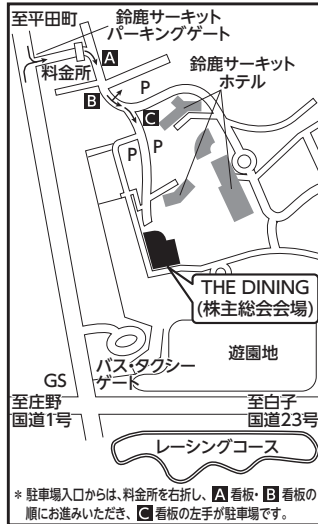 至平田町
鈴鹿サーキット
パーキングゲート
A
料金所
鈴鹿サーキット
ホテル
B
P
C
P
P
THE DINING
(株主総会会場)
遊園地
バス・タクシー
ゲート
GS
至庄野
国道1号
至白子
国道23号
レーシングコース
* 駐車場入口からは、料金所を右折し、A看板・B看板の
順にお進みいただき、C看板の左手が駐車場です。